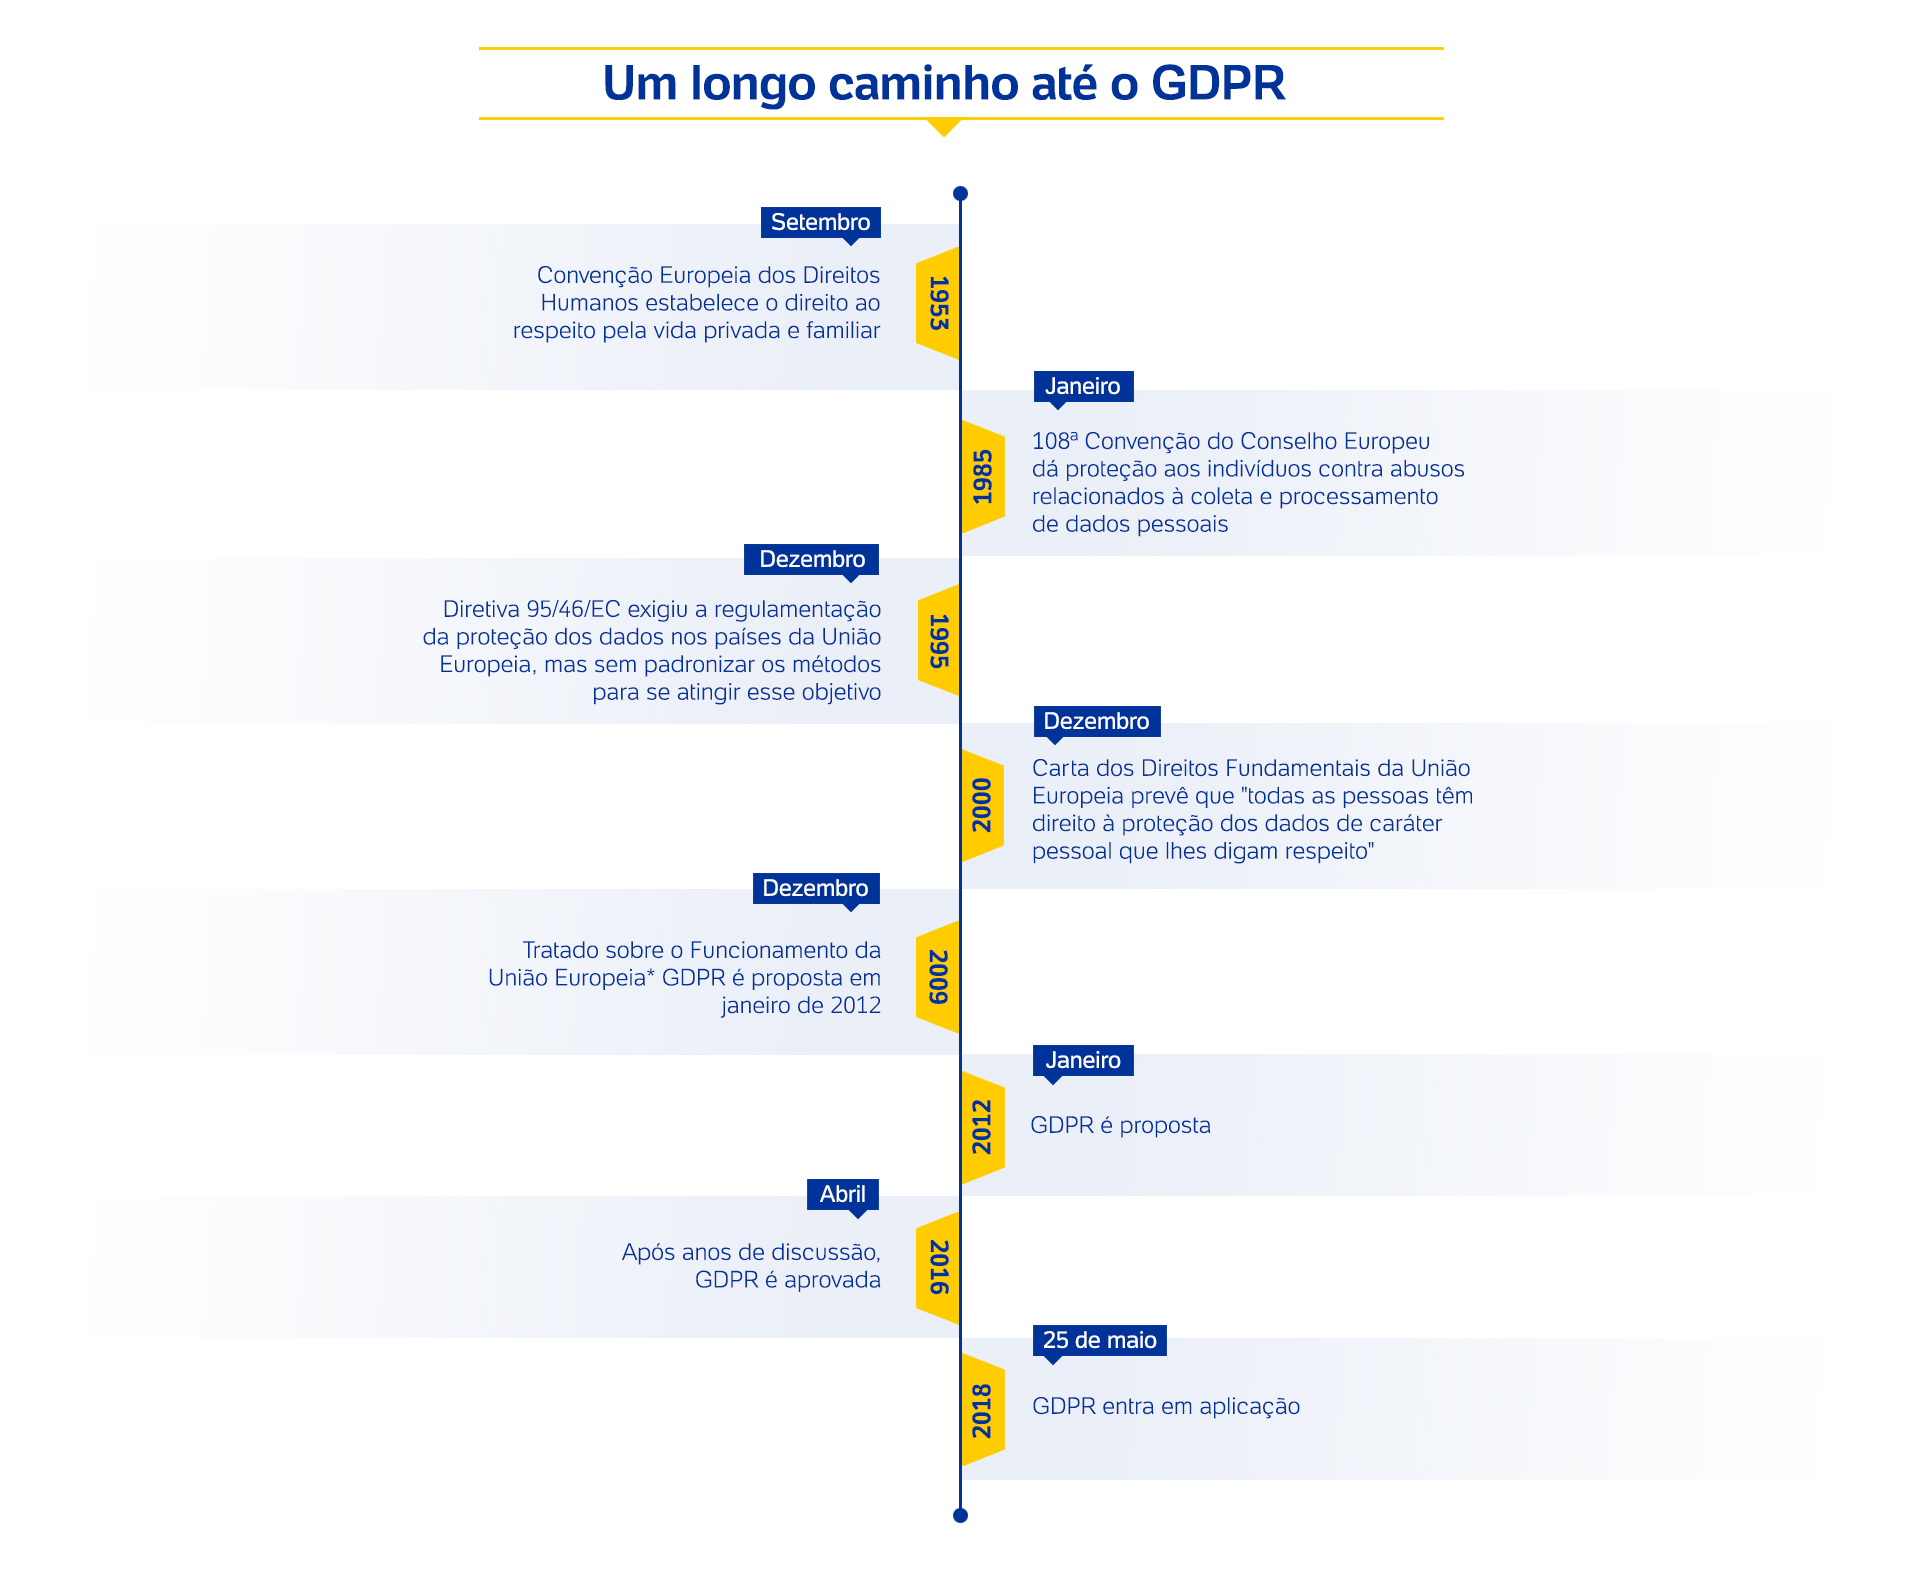 Um longo caminho até o GDPR
Setembro
1953
Convenção Europeia dos Direitos
Humanos estabelece o direito ao
respeito pela vida privada e familiar
Janeiro
1985
108ª Convenção do Conselho Europeu
dá proteção aos indivíduos contra abusos
relacionados à coleta e processamento
de dados pessoais
Dezembro
1995
Diretiva 95/46/EC exigiu a regulamentação
da proteção dos dados nos países da União
Europeia, mas sem padronizar os métodos
para se atingir esse objetivo
Dezembro
2000
Carta dos Direitos Fundamentais da União
Europeia prevê que "todas as pessoas têm
direito à proteção dos dados de caráter
pessoal que lhes digam respeito"
Dezembro
2009
Tratado sobre o Funcionamento da
União Europeia* GDPR é proposta em
janeiro de 2012
Janeiro
2012
GDPR é proposta
Abril
2016
Após anos de discussão,
GDPR é aprovada
25 de maio
2018
GDPR entra em aplicação